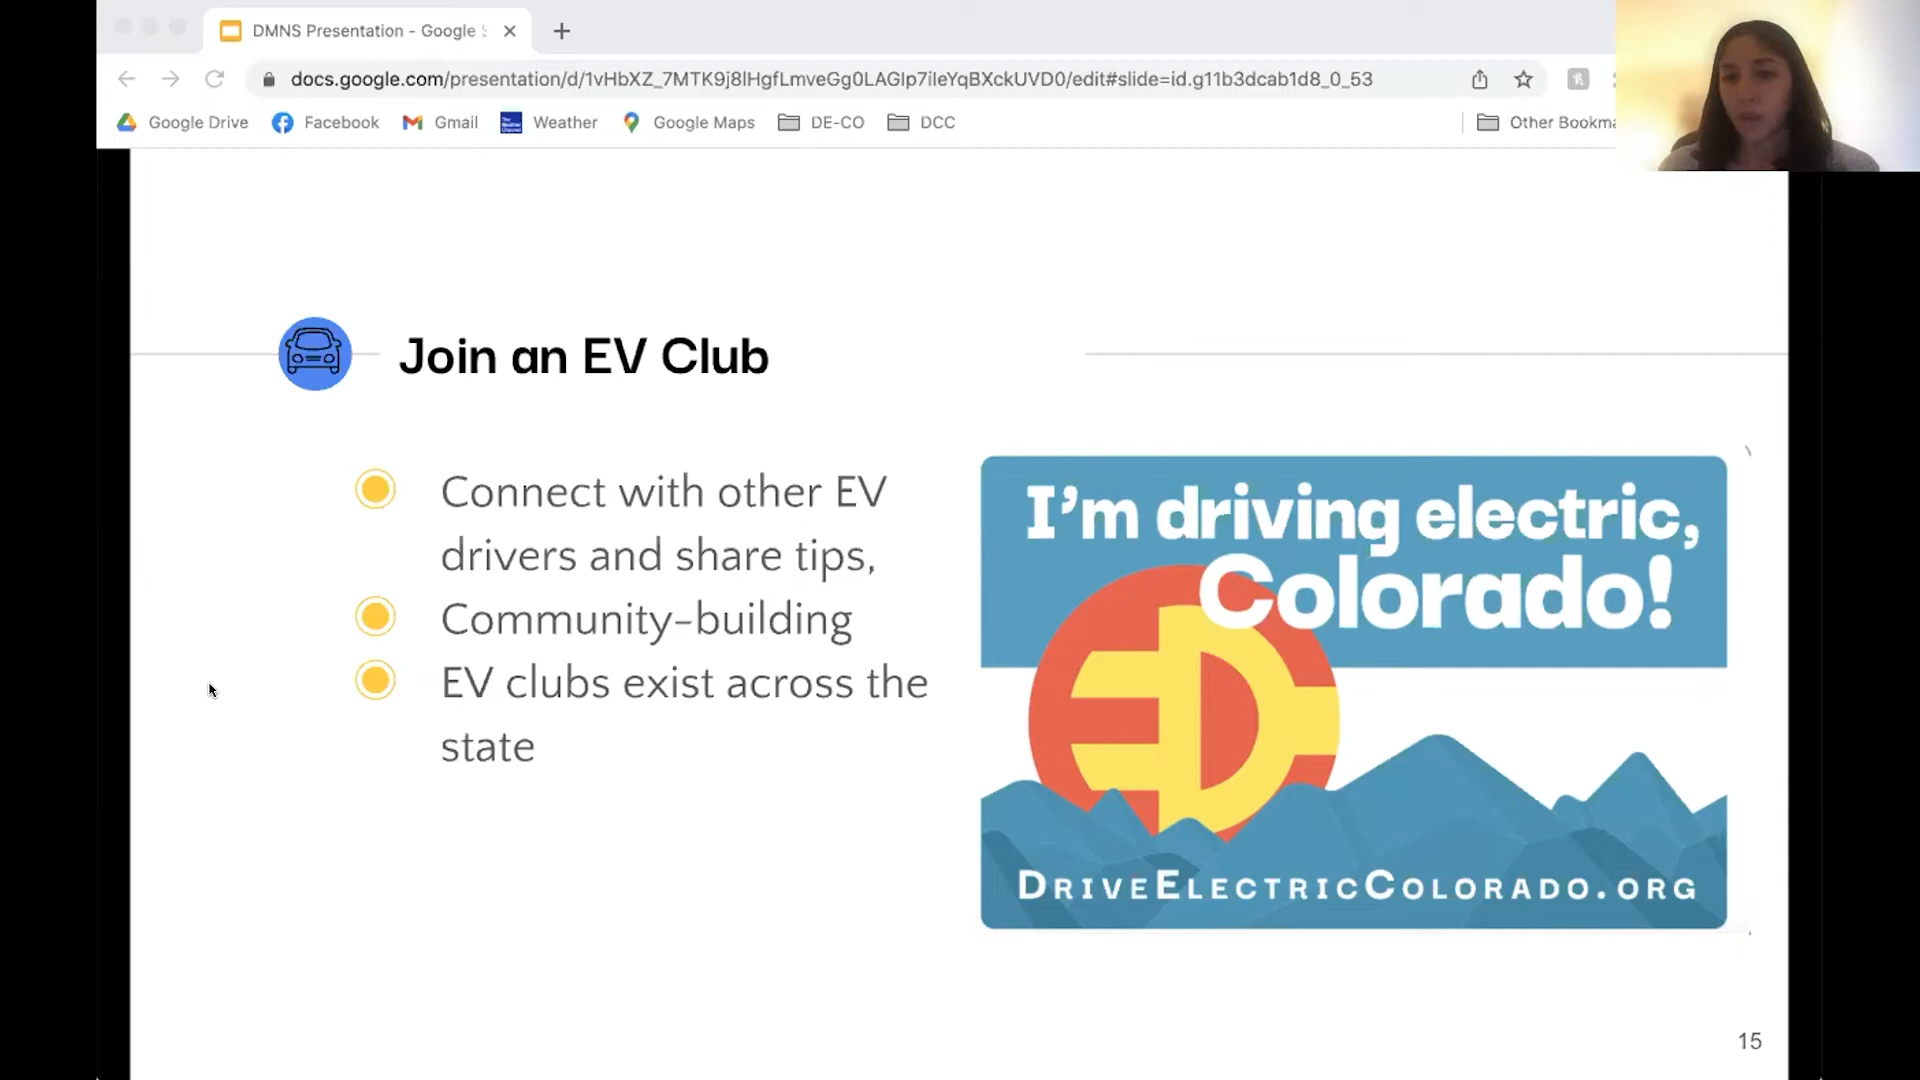 DMNS Presentation - Google
docs.google.com/presentation/d/1vHbXZ_7MTK9j8lHgfLmveGg0LAGlp7ileYqBXckUVD0/edit#slide=id.g11b3dcab1d8_0_53
Google Drive Facebook Gmail Weather Google Maps DE-CO DCC Other Bookma
Join an EV Club
Connect with other EV
drivers and share tips,
Community-building
EV clubs exist across the
state
I'm driving electric,
Colorado!
DRIVEELECTRICCOLORADO.ORG
15